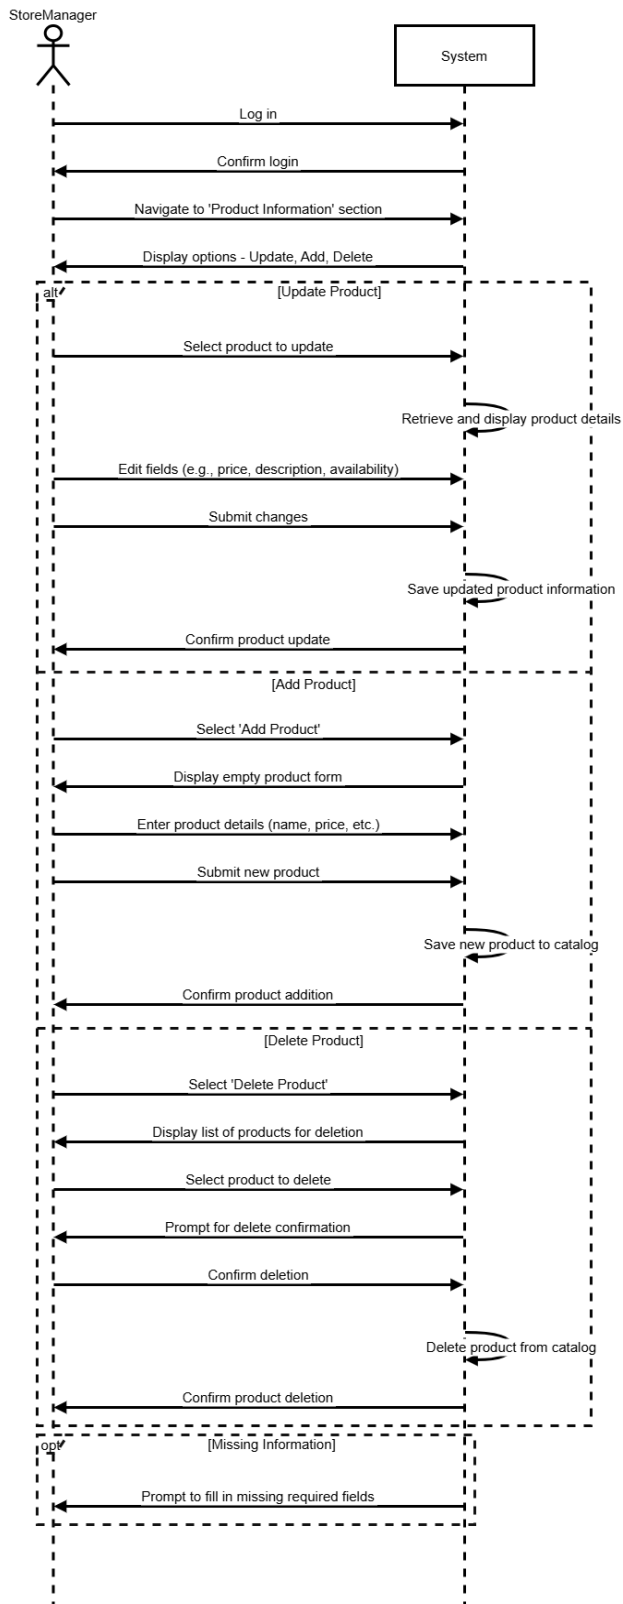 StoreManager
System
Log in
Confirm login
Navigate to 'Product Information' section
Display options - Update, Add, Delete
alt
[Update Product]
Select product to update
Retrieve and display product details
Edit fields (e.g., price, description, availability)
Submit changes
Save updated product information
Confirm product update
[Add Product]
Select 'Add Product'
Display empty product form
Enter product details (name, price, etc.)
Submit new product
Save new product to catalog
Confirm product addition
[Delete Product]
Select 'Delete Product'
Display list of products for deletion
Select product to delete
Prompt for delete confirmation
Confirm deletion
Delete product from catalog
Confirm product deletion
opt
[Missing Information]
Prompt to fill in missing required fields